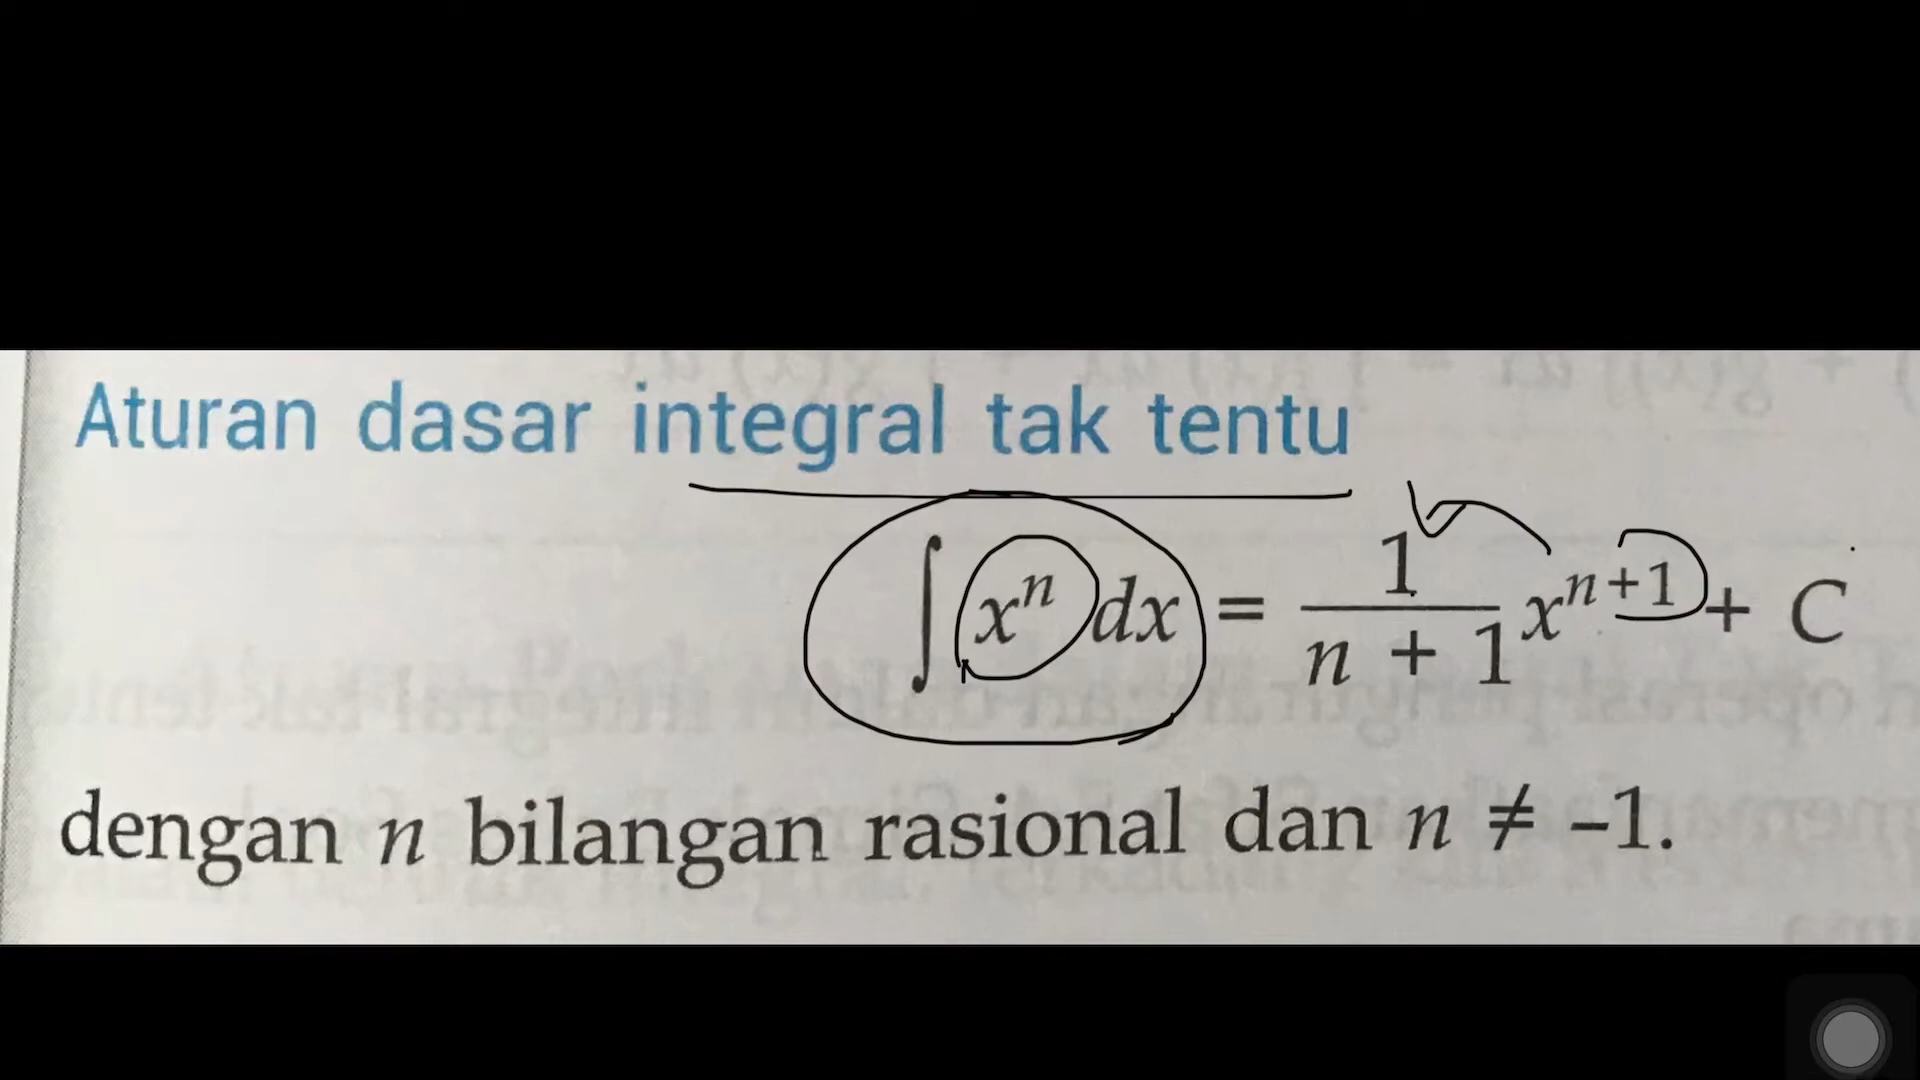 Aturan dasar integral tak tentu
∫ xⁿ dx = 1/(n + 1) xⁿ⁺¹ + C
dengan n bilangan rasional dan n ≠ –1.